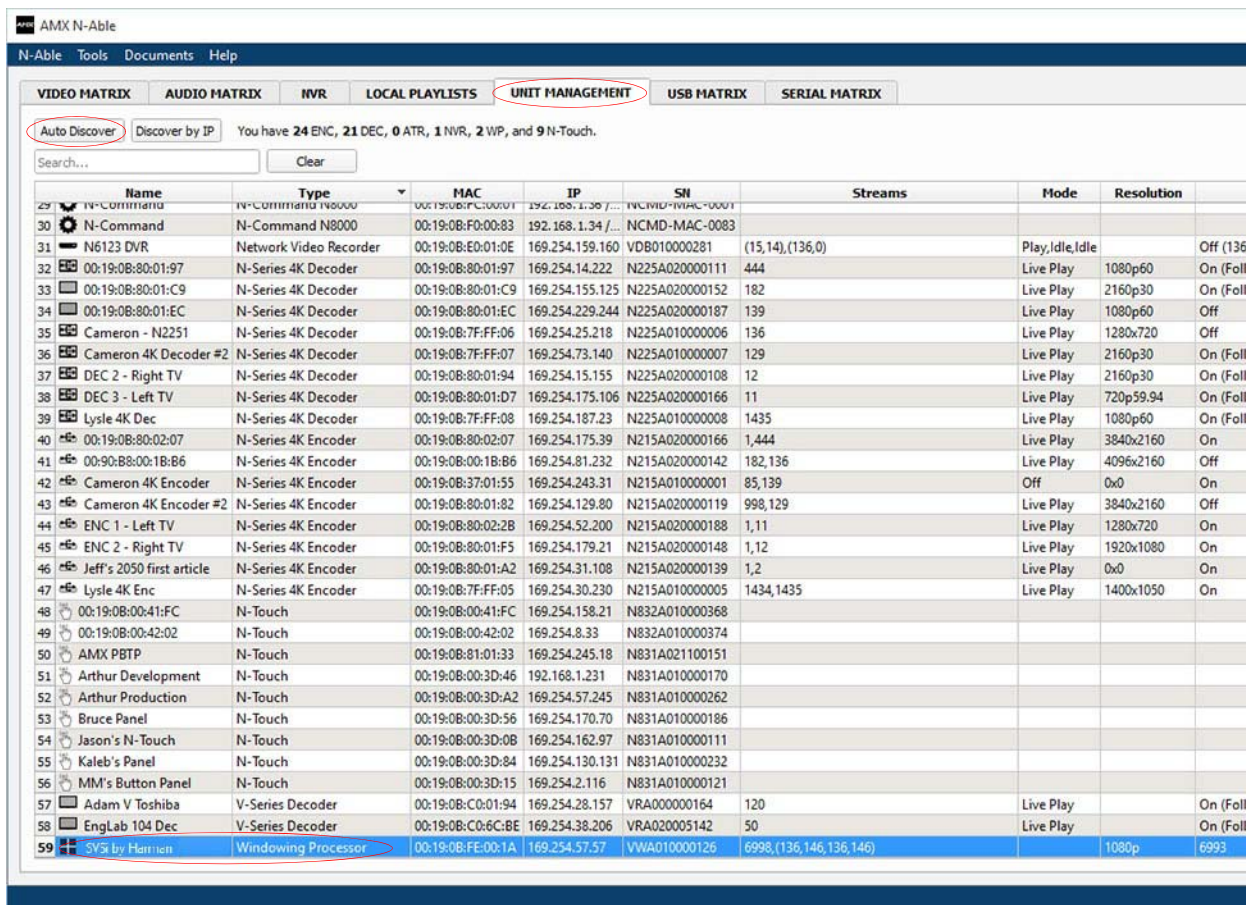 AMX AMX N-Able
N-Able Tools Documents Help
VIDEO MATRIX AUDIO MATRIX NVR LOCAL PLAYLISTS UNIT MANAGEMENT USB MATRIX SERIAL MATRIX
Auto Discover Discover by IP You have 24 ENC, 21 DEC, 0 ATR, 1 NVR, 2 WP, and 9 N-Touch.
Search... Clear
Name Type MAC IP SN Streams Mode Resolution
29 N-Command N-Command N8000 00:19:0B:FC:00:01 192.168.1.36 /... NCMD-MAC-0001
30 N-Command N-Command N8000 00:19:0B:F0:00:83 192.168.1.34 /... NCMD-MAC-0083
31 N6123 DVR Network Video Recorder 00:19:0B:E0:01:0E 169.254.159.160 VDB010000281 (15,14),(136,0) Play,Idle,Idle Off (136
32 00:19:0B:80:01:97 N-Series 4K Decoder 00:19:0B:80:01:97 169.254.14.222 N225A020000111 444 Live Play 1080p60 On (Foll
33 00:19:0B:80:01:C9 N-Series 4K Decoder 00:19:0B:80:01:C9 169.254.155.125 N225A020000152 182 Live Play 2160p30 On (Foll
34 00:19:0B:80:01:EC N-Series 4K Decoder 00:19:0B:80:01:EC 169.254.229.244 N225A020000187 139 Live Play 1080p60 Off
35 Cameron - N2251 N-Series 4K Decoder 00:19:0B:7F:FF:06 169.254.25.218 N225A010000006 136 Live Play 1280x720 Off
36 Cameron 4K Decoder #2 N-Series 4K Decoder 00:19:0B:7F:FF:07 169.254.73.140 N225A010000007 129 Live Play 2160p30 On (Foll
37 DEC 2 - Right TV N-Series 4K Decoder 00:19:0B:80:01:94 169.254.15.155 N225A020000108 12 Live Play 2160p30 On (Foll
38 DEC 3 - Left TV N-Series 4K Decoder 00:19:0B:80:01:D7 169.254.175.106 N225A020000166 11 Live Play 720p59.94 On (Foll
39 Lysle 4K Dec N-Series 4K Decoder 00:19:0B:7F:FF:08 169.254.187.23 N225A010000008 1435 Live Play 1080p60 On (Foll
40 00:19:0B:80:02:07 N-Series 4K Encoder 00:19:0B:80:02:07 169.254.175.39 N215A020000166 1,444 Live Play 3840x2160 On
41 00:90:B8:00:1B:B6 N-Series 4K Encoder 00:19:0B:00:1B:B6 169.254.81.232 N215A020000142 182,136 Live Play 4096x2160 Off
42 Cameron 4K Encoder N-Series 4K Encoder 00:19:0B:37:01:55 169.254.243.31 N215A010000001 85,139 Off 0x0 On
43 Cameron 4K Encoder #2 N-Series 4K Encoder 00:19:0B:80:01:82 169.254.129.80 N215A020000119 998,129 Live Play 3840x2160 Off
44 ENC 1 - Left TV N-Series 4K Encoder 00:19:0B:80:02:2B 169.254.52.200 N215A020000188 1,11 Live Play 1280x720 On
45 ENC 2 - Right TV N-Series 4K Encoder 00:19:0B:80:01:F5 169.254.179.21 N215A020000148 1,12 Live Play 1920x1080 On
46 Jeff's 2050 first article N-Series 4K Encoder 00:19:0B:80:01:A2 169.254.31.108 N215A020000139 1,2 Live Play 0x0 On
47 Lysle 4K Enc N-Series 4K Encoder 00:19:0B:7F:FF:05 169.254.30.230 N215A010000005 1434,1435 Live Play 1400x1050 On
48 00:19:0B:00:41:FC N-Touch 00:19:0B:00:41:FC 169.254.158.21 N832A010000368
49 00:19:0B:00:42:02 N-Touch 00:19:0B:00:42:02 169.254.8.33 N832A010000374
50 AMX PBTP N-Touch 00:19:0B:81:01:33 169.254.245.18 N831A021100151
51 Arthur Development N-Touch 00:19:0B:00:3D:46 192.168.1.231 N831A010000170
52 Arthur Production N-Touch 00:19:0B:00:3D:A2 169.254.57.245 N831A010000262
53 Bruce Panel N-Touch 00:19:0B:00:3D:56 169.254.170.70 N831A010000186
54 Jason's N-Touch N-Touch 00:19:0B:00:3D:0B 169.254.162.97 N831A010000111
55 Kaleb's Panel N-Touch 00:19:0B:00:3D:84 169.254.130.131 N831A010000232
56 MM's Button Panel N-Touch 00:19:0B:00:3D:15 169.254.2.116 N831A010000121
57 Adam V Toshiba V-Series Decoder 00:19:0B:C0:01:94 169.254.28.157 VRA000000164 120 Live Play On (Foll
58 EngLab 104 Dec V-Series Decoder 00:19:0B:C0:6C:BE 169.254.38.206 VRA020005142 50 Live Play On (Foll
59 SVSi by Harman Windowing Processor 00:19:0B:FE:00:1A 169.254.57.57 VWA010000126 6998,(136,146,136,146) 1080p 6993